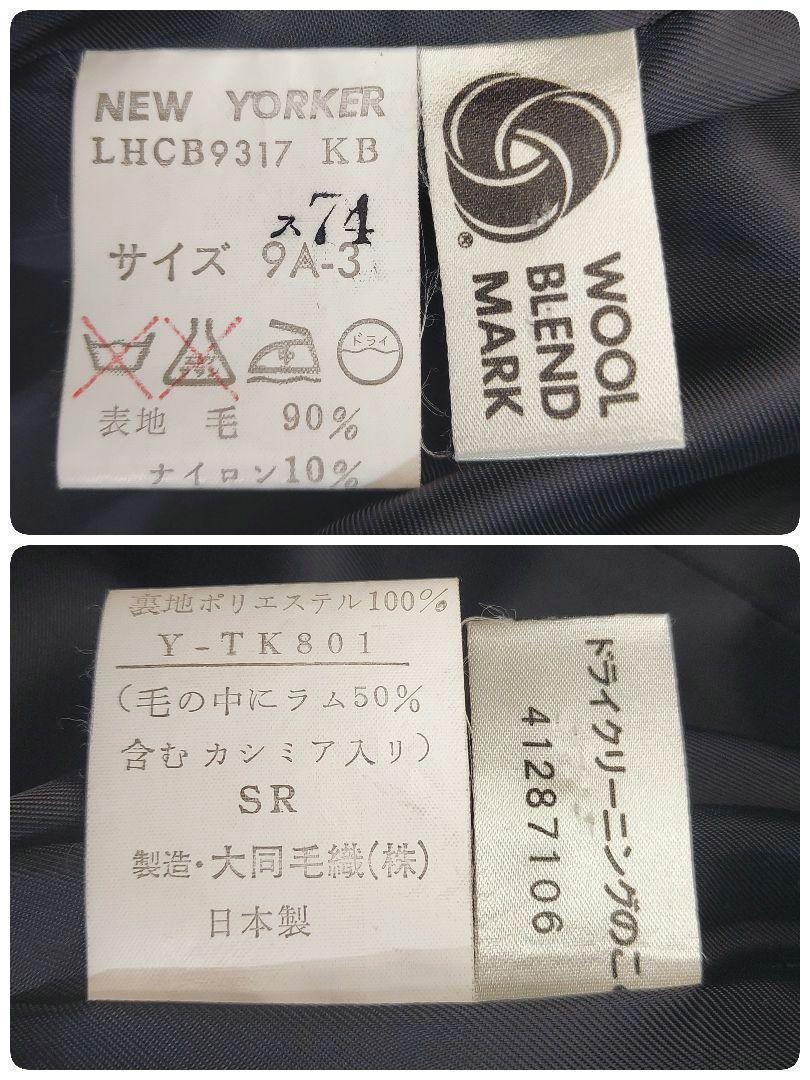 NEW YORKER
LHCB9317 KB
ス74
サイズ 9A-3
ドライ
表地 毛 90%
ナイロン10%
®
WOOL
BLEND
MARK
裏地ポリエステル100%
Y-TK801
(毛の中にラム50%
含む カシミア入リ)
SR
製造・大同毛織(株)
日本製
ドライクリーニングのこ
41287106